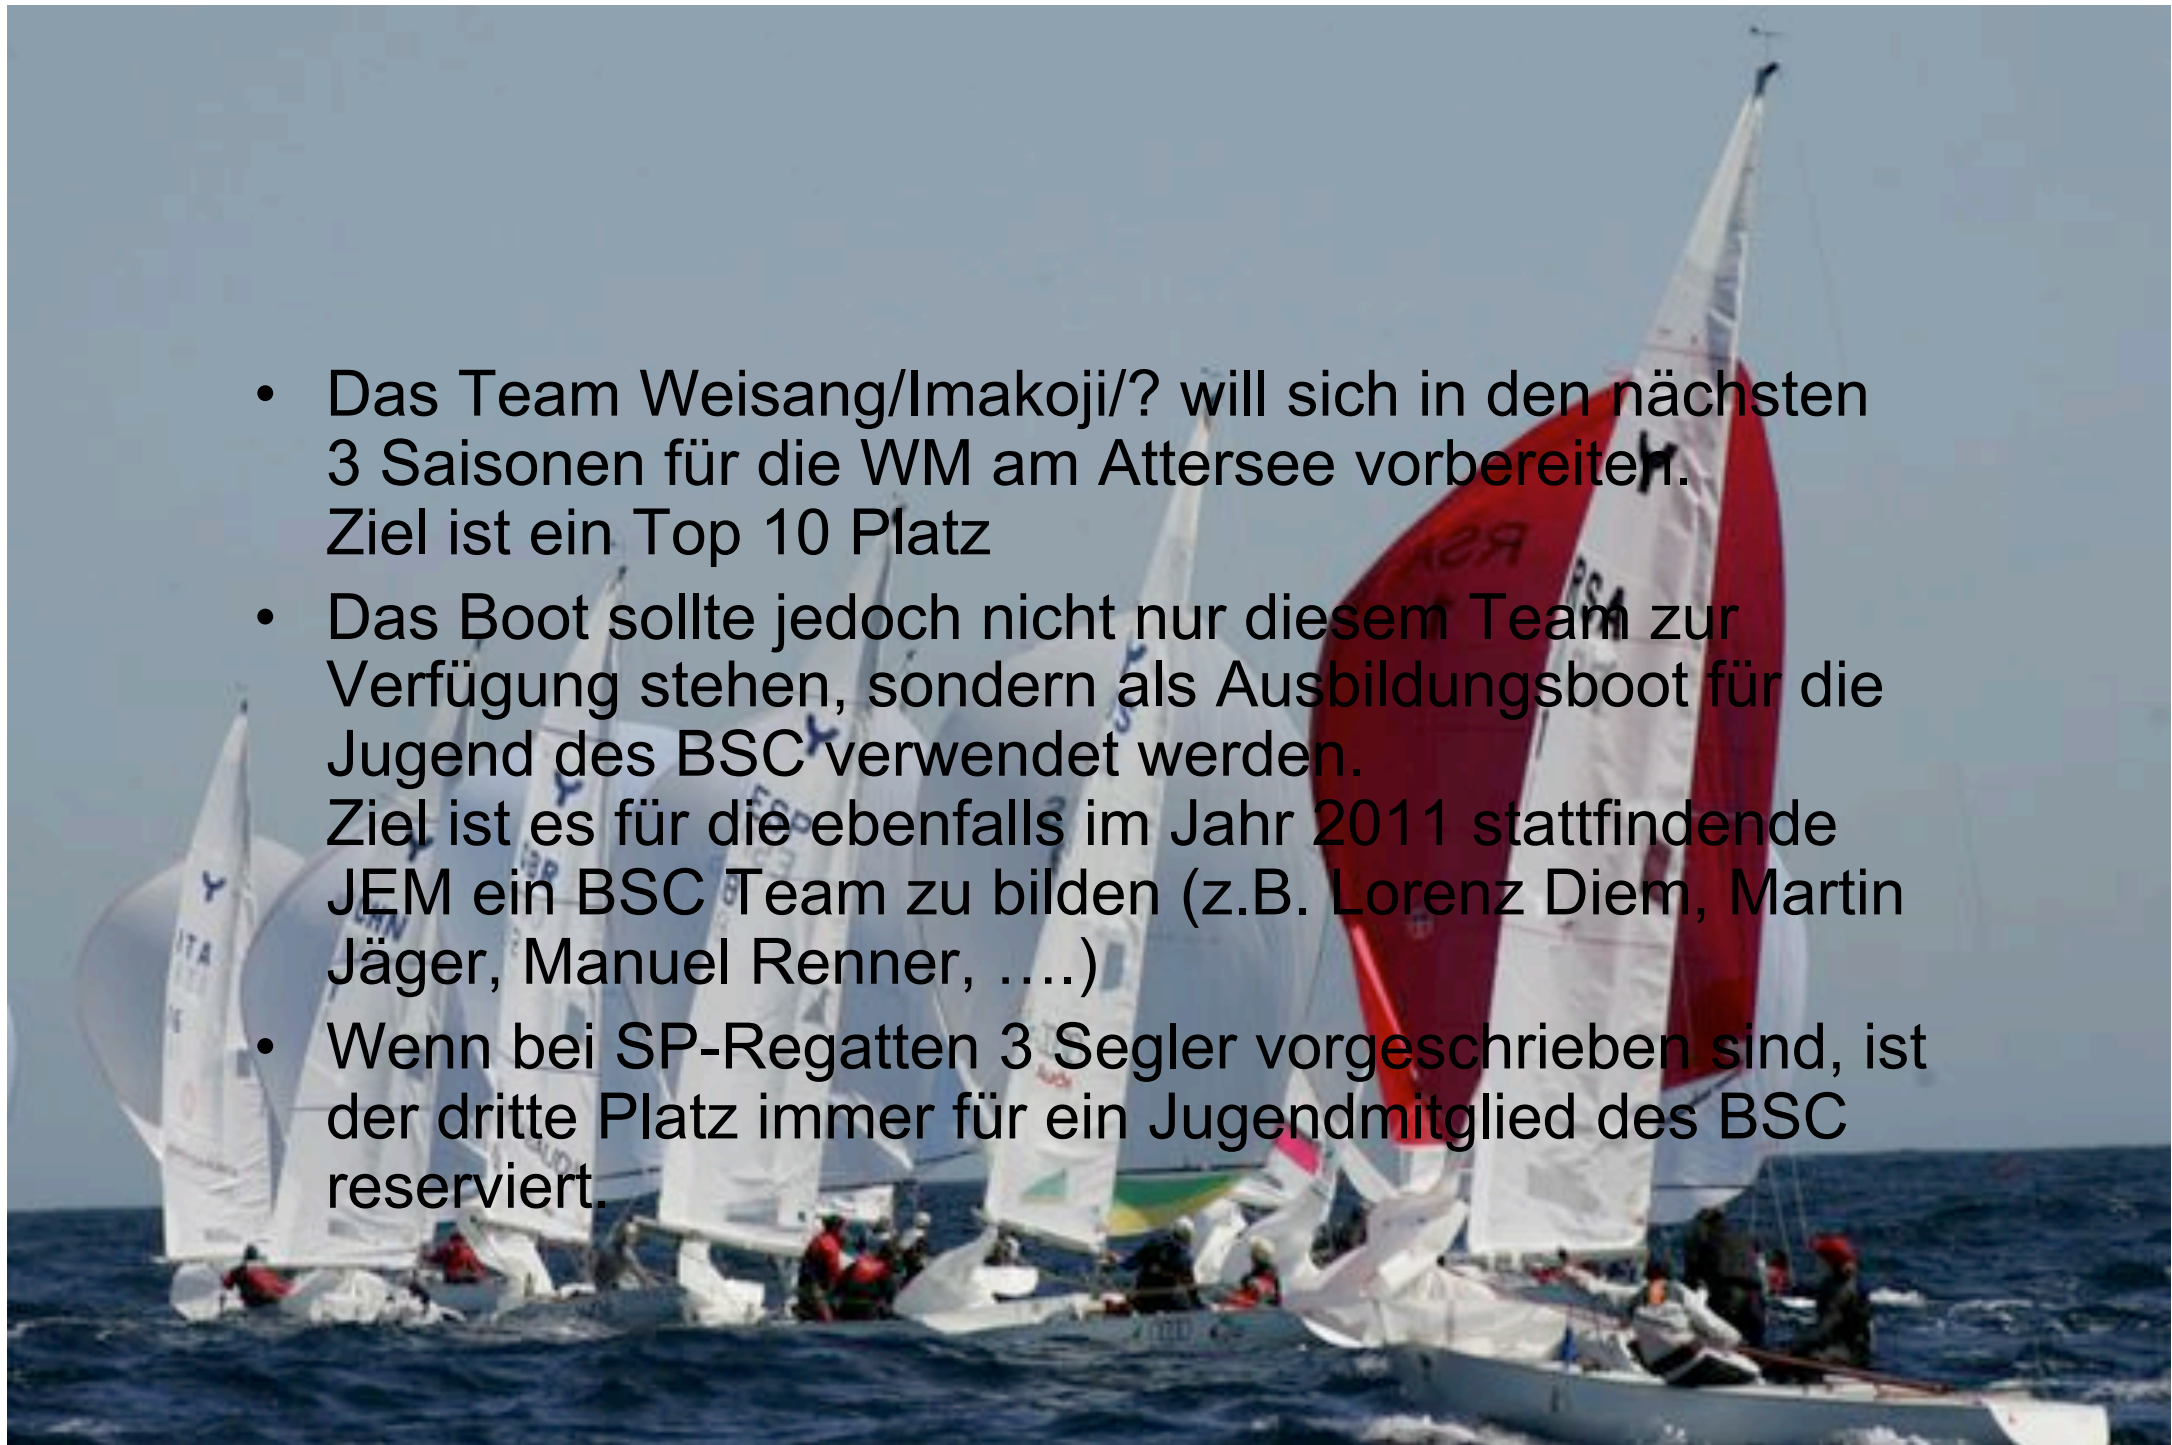 • Das Team Weisang/Imakoji/? will sich in den nächsten
3 Saisonen für die WM am Attersee vorbereiten.
Ziel ist ein Top 10 Platz
• Das Boot sollte jedoch nicht nur diesem Team zur
Verfügung stehen, sondern als Ausbildungsboot für die
Jugend des BSC verwendet werden.
Ziel ist es für die ebenfalls im Jahr 2011 stattfindende
JEM ein BSC Team zu bilden (z.B. Lorenz Diem, Martin
Jäger, Manuel Renner, ….)
• Wenn bei SP-Regatten 3 Segler vorgeschrieben sind, ist
der dritte Platz immer für ein Jugendmitglied des BSC
reserviert.
RSA
RSA
ITA